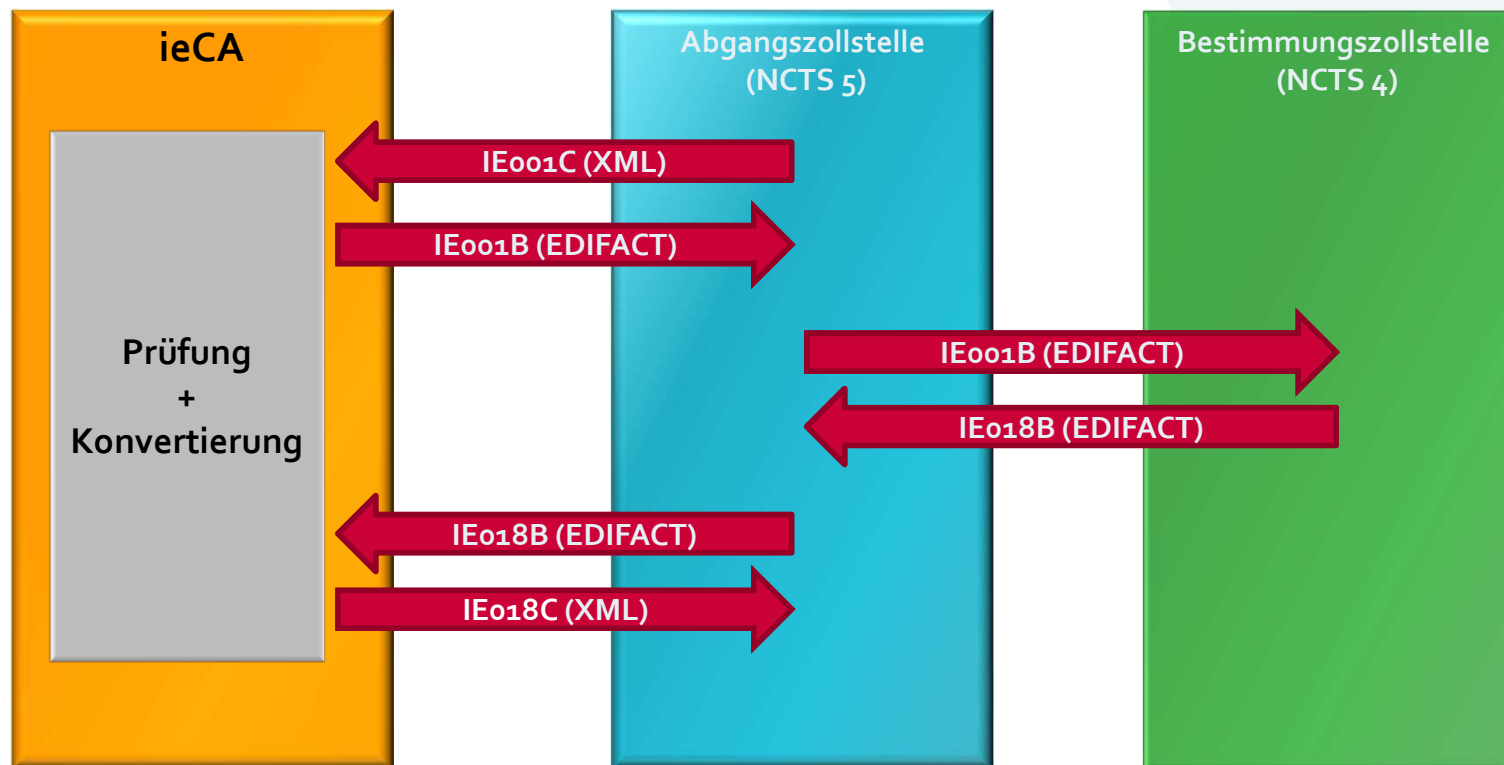 ieCA
Abgangszollstelle
(NCTS 5)
Bestimmungszollstelle
(NCTS 4)
IE001C (XML)
IE001B (EDIFACT)
IE001B (EDIFACT)
IE018B (EDIFACT)
Prüfung
+
Konvertierung
IE018B (EDIFACT)
IE018C (XML)